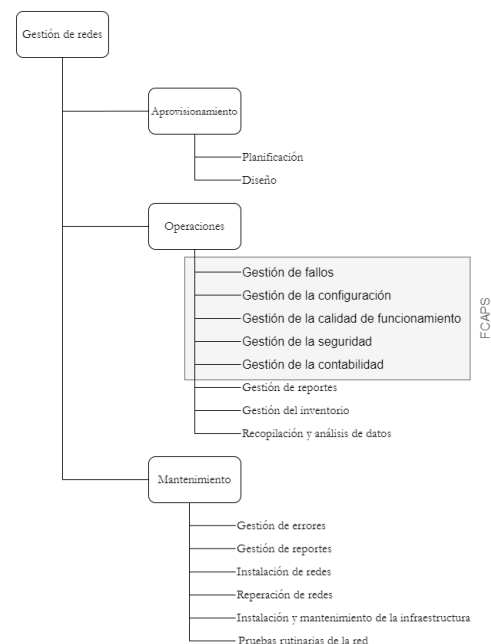 Gestión de redes
Aprovisionamiento
Planificación
Diseño
Operaciones
Gestión de fallos
Gestión de la configuración
Gestión de la calidad de funcionamiento
Gestión de la seguridad
Gestión de la contabilidad
FCAPS
Gestión de reportes
Gestión del inventorio
Recopilación y análisis de datos
Mantenimiento
Gestión de errores
Gestión de reportes
Instalación de redes
Reperación de redes
Instalación y mantenimiento de la infraestructura
Pruebas rutinarias de la red